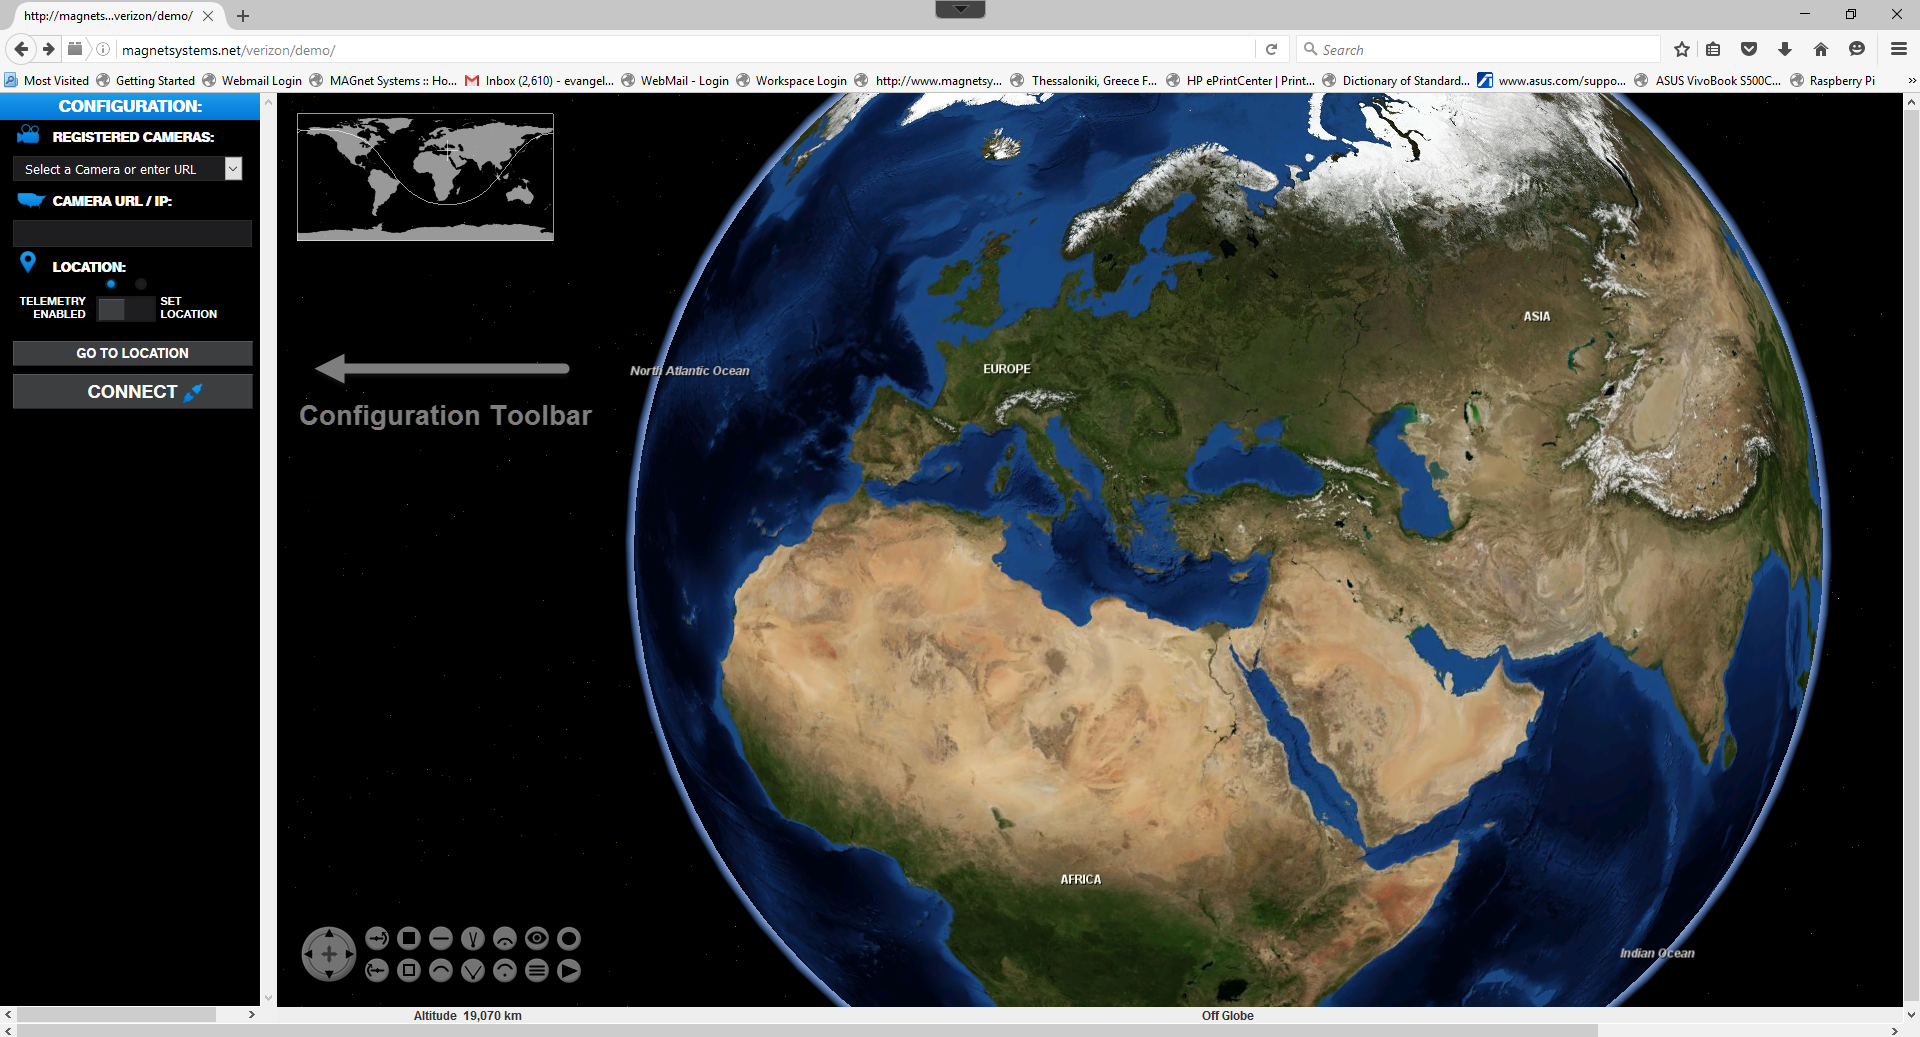 http://magnets...verizon/demo/
magnetsystems.net/verizon/demo/
Search
Most Visited
Getting Started
Webmail Login
MAGnet Systems :: Ho...
Inbox (2,610) - evangel...
WebMail - Login
Workspace Login
http://www.magnetsy...
Thessaloniki, Greece F...
HP ePrintCenter | Print...
Dictionary of Standard...
www.asus.com/suppo...
ASUS VivoBook S500C...
Raspberry Pi
CONFIGURATION:
REGISTERED CAMERAS:
Select a Camera or enter URL
CAMERA URL / IP:
LOCATION:
TELEMETRY
ENABLED
SET
LOCATION
GO TO LOCATION
CONNECT
Configuration Toolbar
North Atlantic Ocean
EUROPE
ASIA
AFRICA
Indian Ocean
Altitude 19,070 km
Off Globe